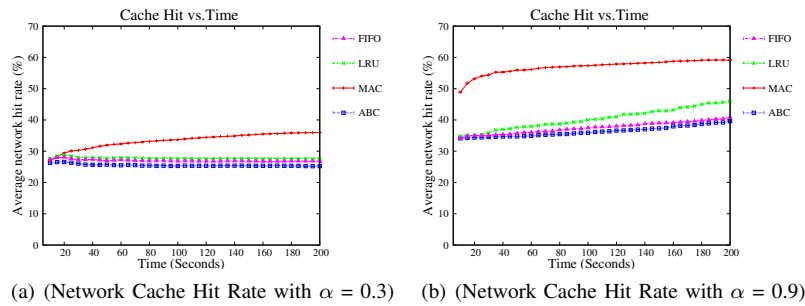 Cache Hit vs.Time
Average network hit rate (%)
70
60
50
40
30
20
10
0
20 40 60 80 100 120 140 160 180 200
Time (Seconds)
FIFO
LRU
MAC
ABC
(a) (Network Cache Hit Rate with α = 0.3)
Cache Hit vs.Time
Average network hit rate (%)
70
60
50
40
30
20
10
0
20 40 60 80 100 120 140 160 180 200
Time (Seconds)
FIFO
LRU
MAC
ABC
(b) (Network Cache Hit Rate with α = 0.9)